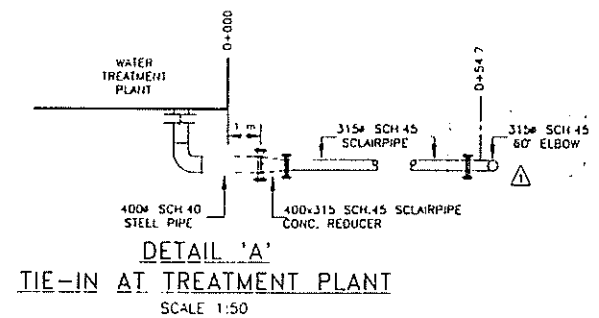 0+000
WATER
TREATMENT
PLANT
1 m
0+54.7
315ø SCH 45
SCLAIRPIPE
315ø SCH 45
60° ELBOW
1
400ø SCH.40
STELL PIPE
400x315 SCH.45 SCLAIRPIPE
CONC. REDUCER
DETAIL 'A'
TIE-IN AT TREATMENT PLANT
SCALE 1:50